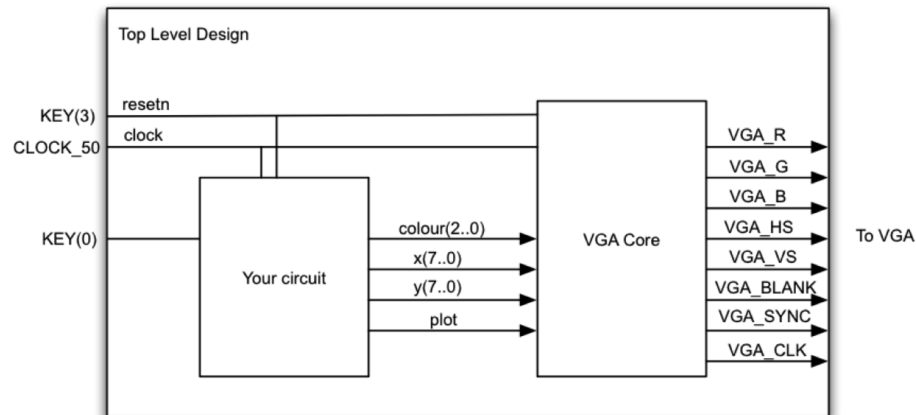 Top Level Design
KEY(3)
resetn
CLOCK_50
clock
KEY(0)
Your circuit
colour(2..0)
x(7..0)
y(7..0)
plot
VGA Core
VGA_R
VGA_G
VGA_B
VGA_HS
VGA_VS
VGA_BLANK
VGA_SYNC
VGA_CLK
To VGA